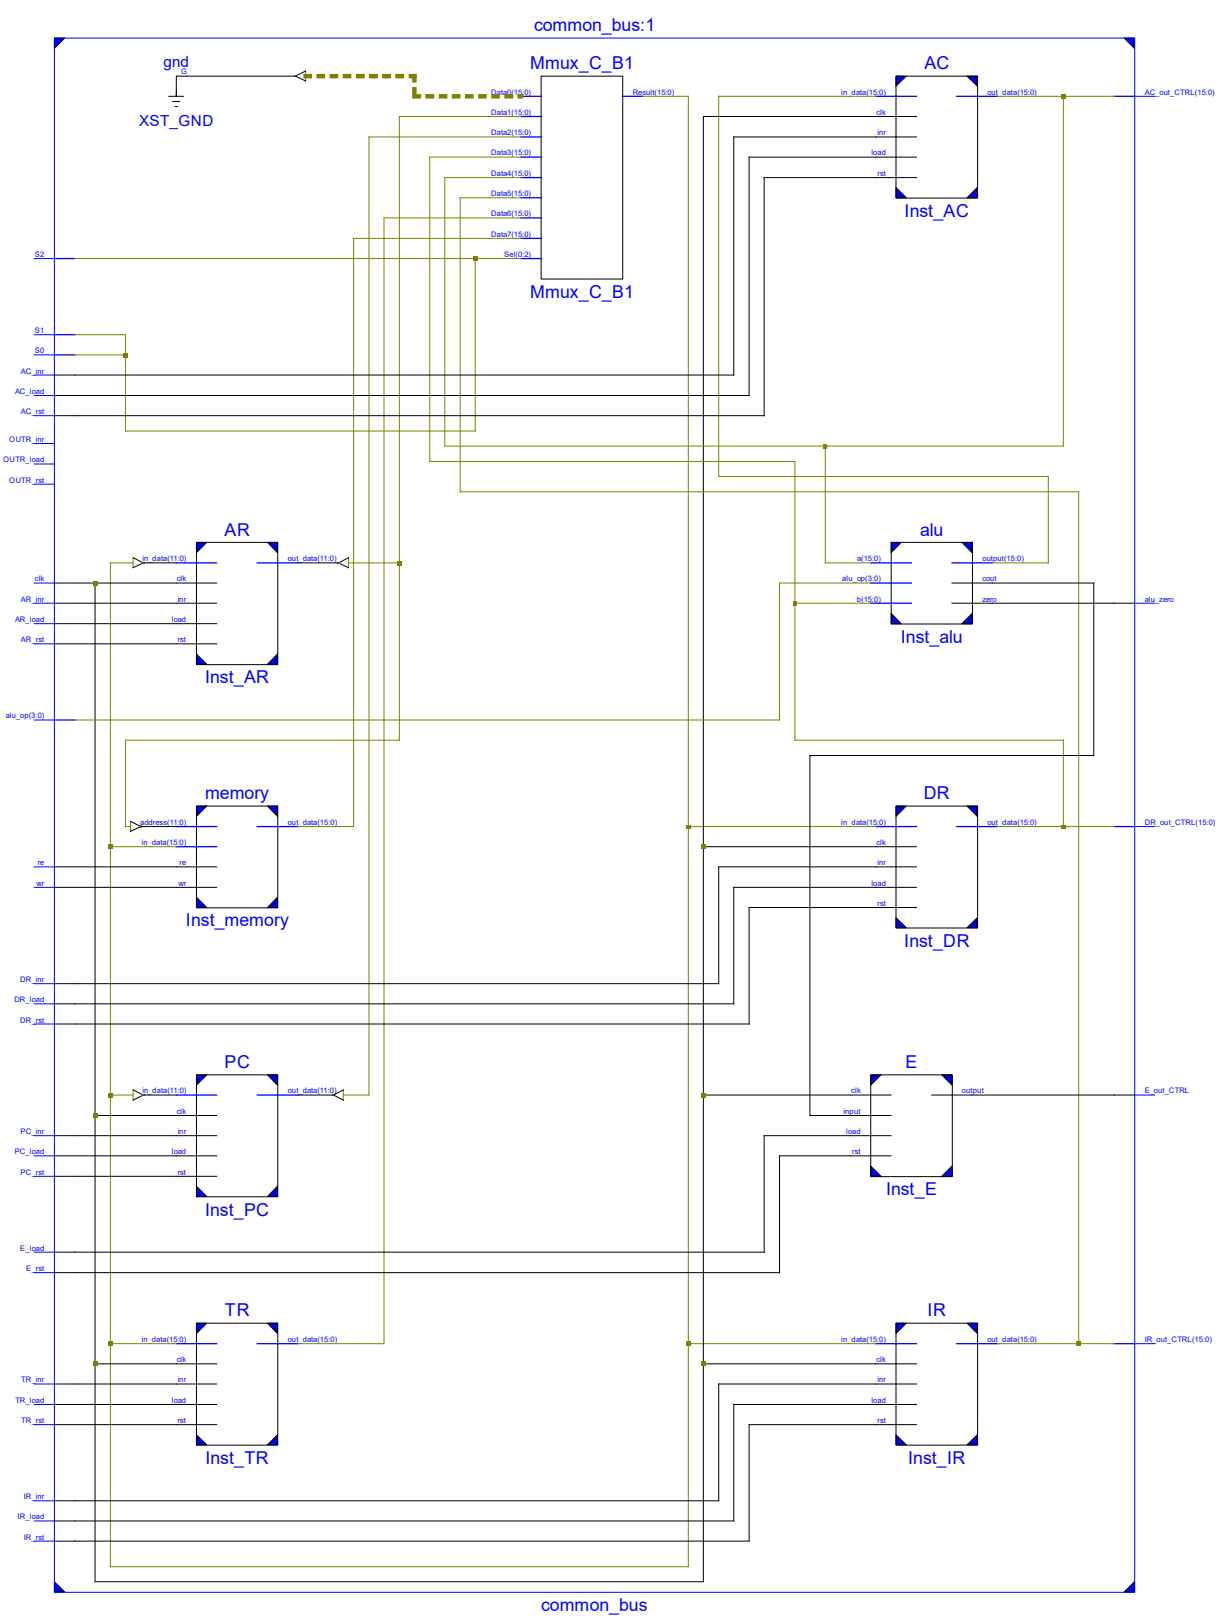 common_bus:1
gnd
G
XST_GND
Mmux_C_B1
Data0(15:0)
Data1(15:0)
Data2(15:0)
Data3(15:0)
Data4(15:0)
Data5(15:0)
Data6(15:0)
Data7(15:0)
Sel(0:2)
Result(15:0)
Mmux_C_B1
AC
in_data(15:0)
clk
inr
load
rst
out_data(15:0)
Inst_AC
AC_out_CTRL(15:0)
S2
S1
S0
AC_inr
AC_load
AC_rst
OUTR_inr
OUTR_load
OUTR_rst
AR
in_data(11:0)
clk
inr
load
rst
out_data(11:0)
Inst_AR
clk
AR_inr
AR_load
AR_rst
alu
a(15:0)
alu_op(3:0)
b(15:0)
output(15:0)
cout
zero
Inst_alu
alu_zero
alu_op(3:0)
memory
address(11:0)
in_data(15:0)
re
wr
out_data(15:0)
Inst_memory
re
wr
DR
in_data(15:0)
clk
inr
load
rst
out_data(15:0)
Inst_DR
DR_out_CTRL(15:0)
DR_inr
DR_load
DR_rst
PC
in_data(11:0)
clk
inr
load
rst
out_data(11:0)
Inst_PC
PC_inr
PC_load
PC_rst
E
clk
input
load
rst
output
Inst_E
E_out_CTRL
E_load
E_rst
TR
in_data(15:0)
clk
inr
load
rst
out_data(15:0)
Inst_TR
TR_inr
TR_load
TR_rst
IR
in_data(15:0)
clk
inr
load
rst
out_data(15:0)
Inst_IR
IR_out_CTRL(15:0)
IR_inr
IR_load
IR_rst
common_bus